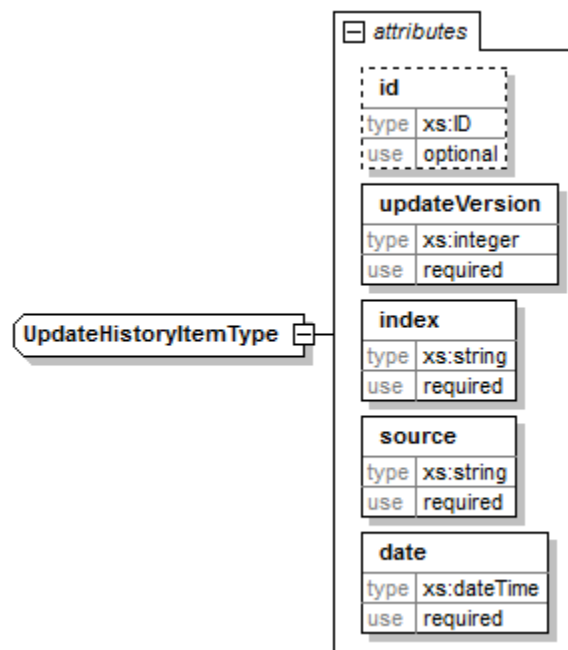 attributes
id
type xs:ID
use optional
updateVersion
type xs:integer
use required
UpdateHistoryItemType
index
type xs:string
use required
source
type xs:string
use required
date
type xs:dateTime
use required